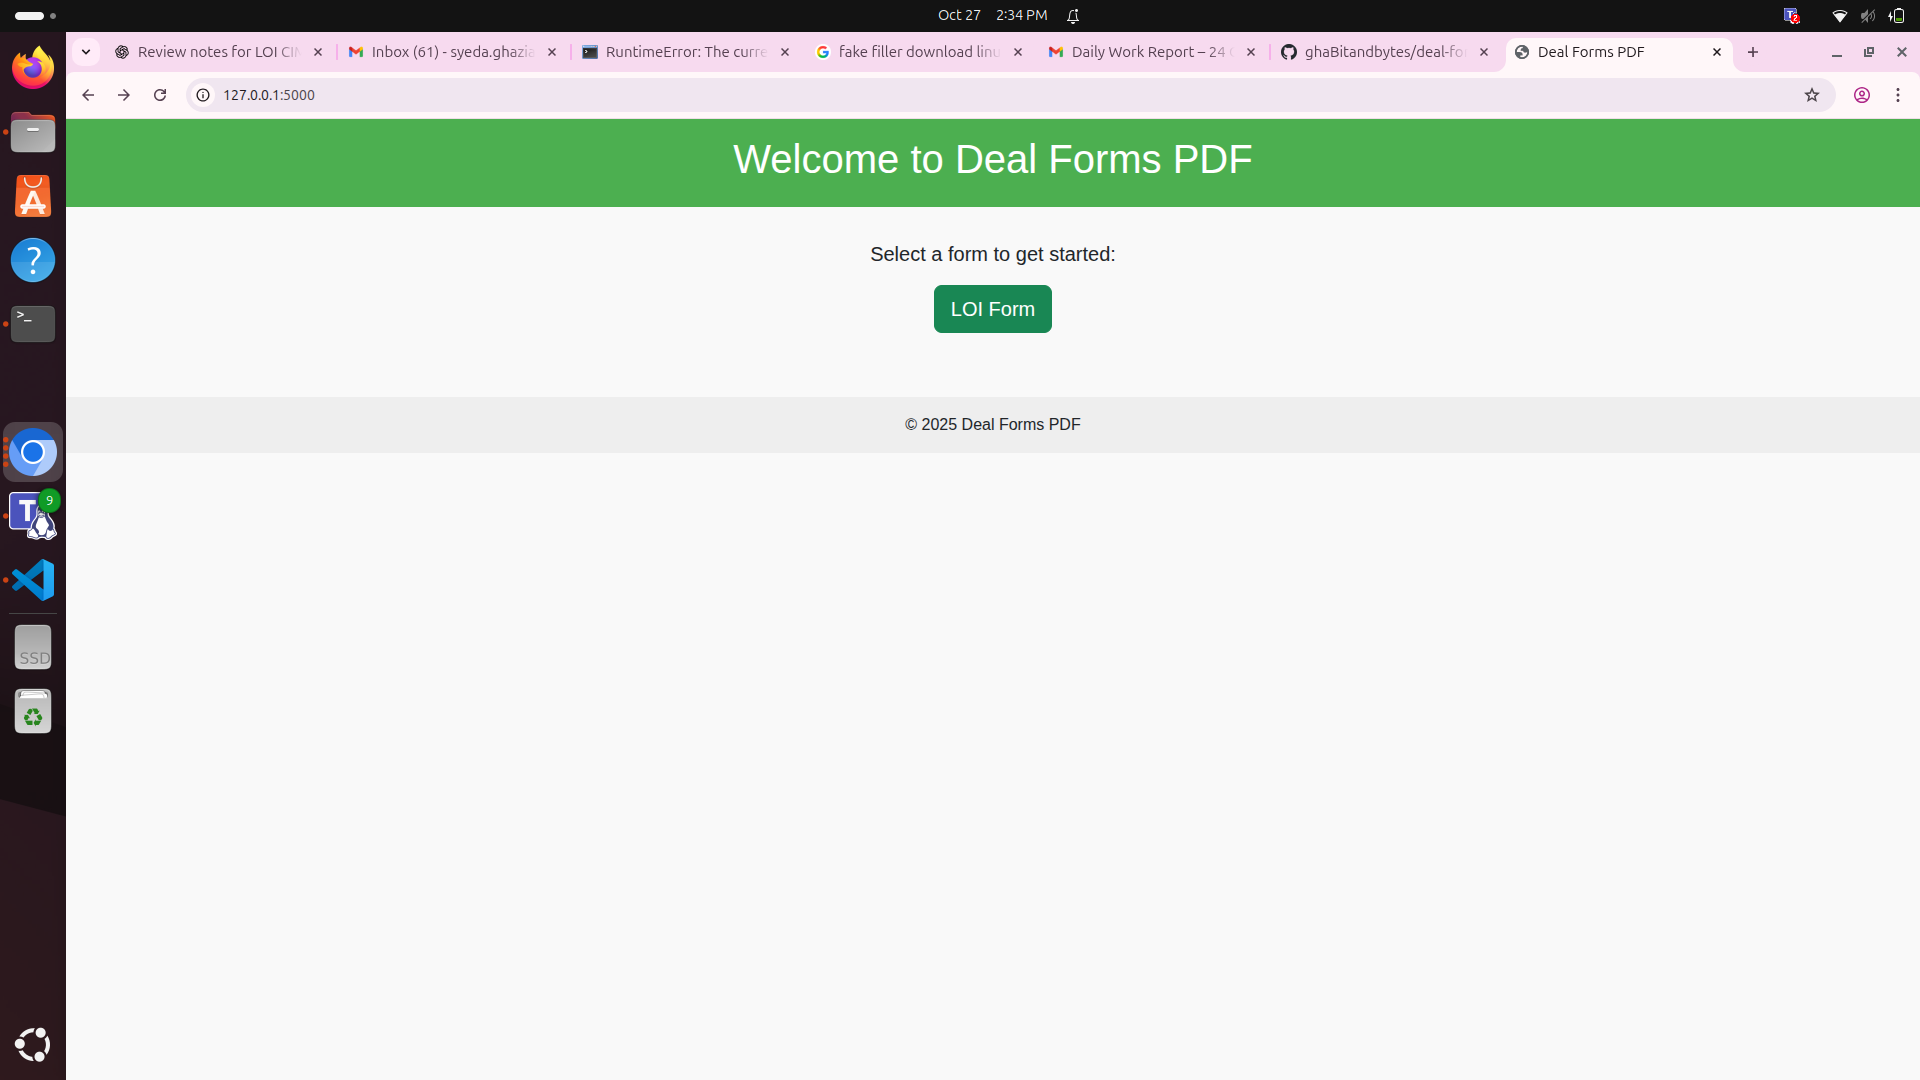 Oct 27 2:34 PM
Review notes for LOI CI
Inbox (61) - syeda.ghazia
RuntimeError: The curre
fake filler download linu
Daily Work Report – 24
ghaBitandbytes/deal-fo
Deal Forms PDF
127.0.0.1:5000
Welcome to Deal Forms PDF
Select a form to get started:
LOI Form
© 2025 Deal Forms PDF
T
2
A
?
>_
T
9
SSD